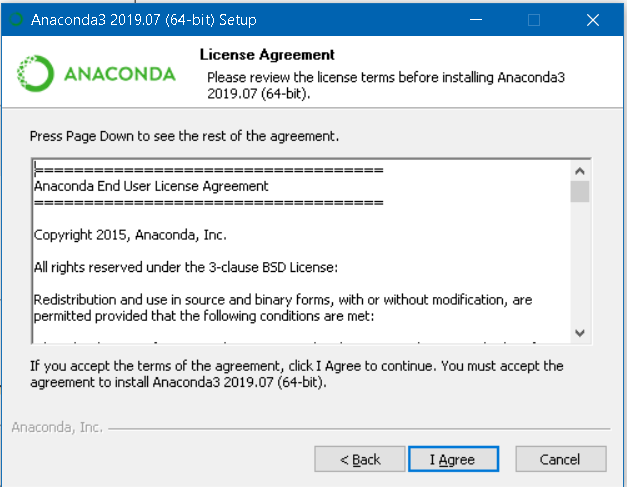 Anaconda3 2019.07 (64-bit) Setup
ANACONDA
License Agreement
Please review the license terms before installing Anaconda3
2019.07 (64-bit).
Press Page Down to see the rest of the agreement.
===================================
Anaconda End User License Agreement
===================================
Copyright 2015, Anaconda, Inc.
All rights reserved under the 3-clause BSD License:
Redistribution and use in source and binary forms, with or without modification, are
permitted provided that the following conditions are met:
If you accept the terms of the agreement, click I Agree to continue. You must accept the
agreement to install Anaconda3 2019.07 (64-bit).
Anaconda, Inc.
< Back
I Agree
Cancel